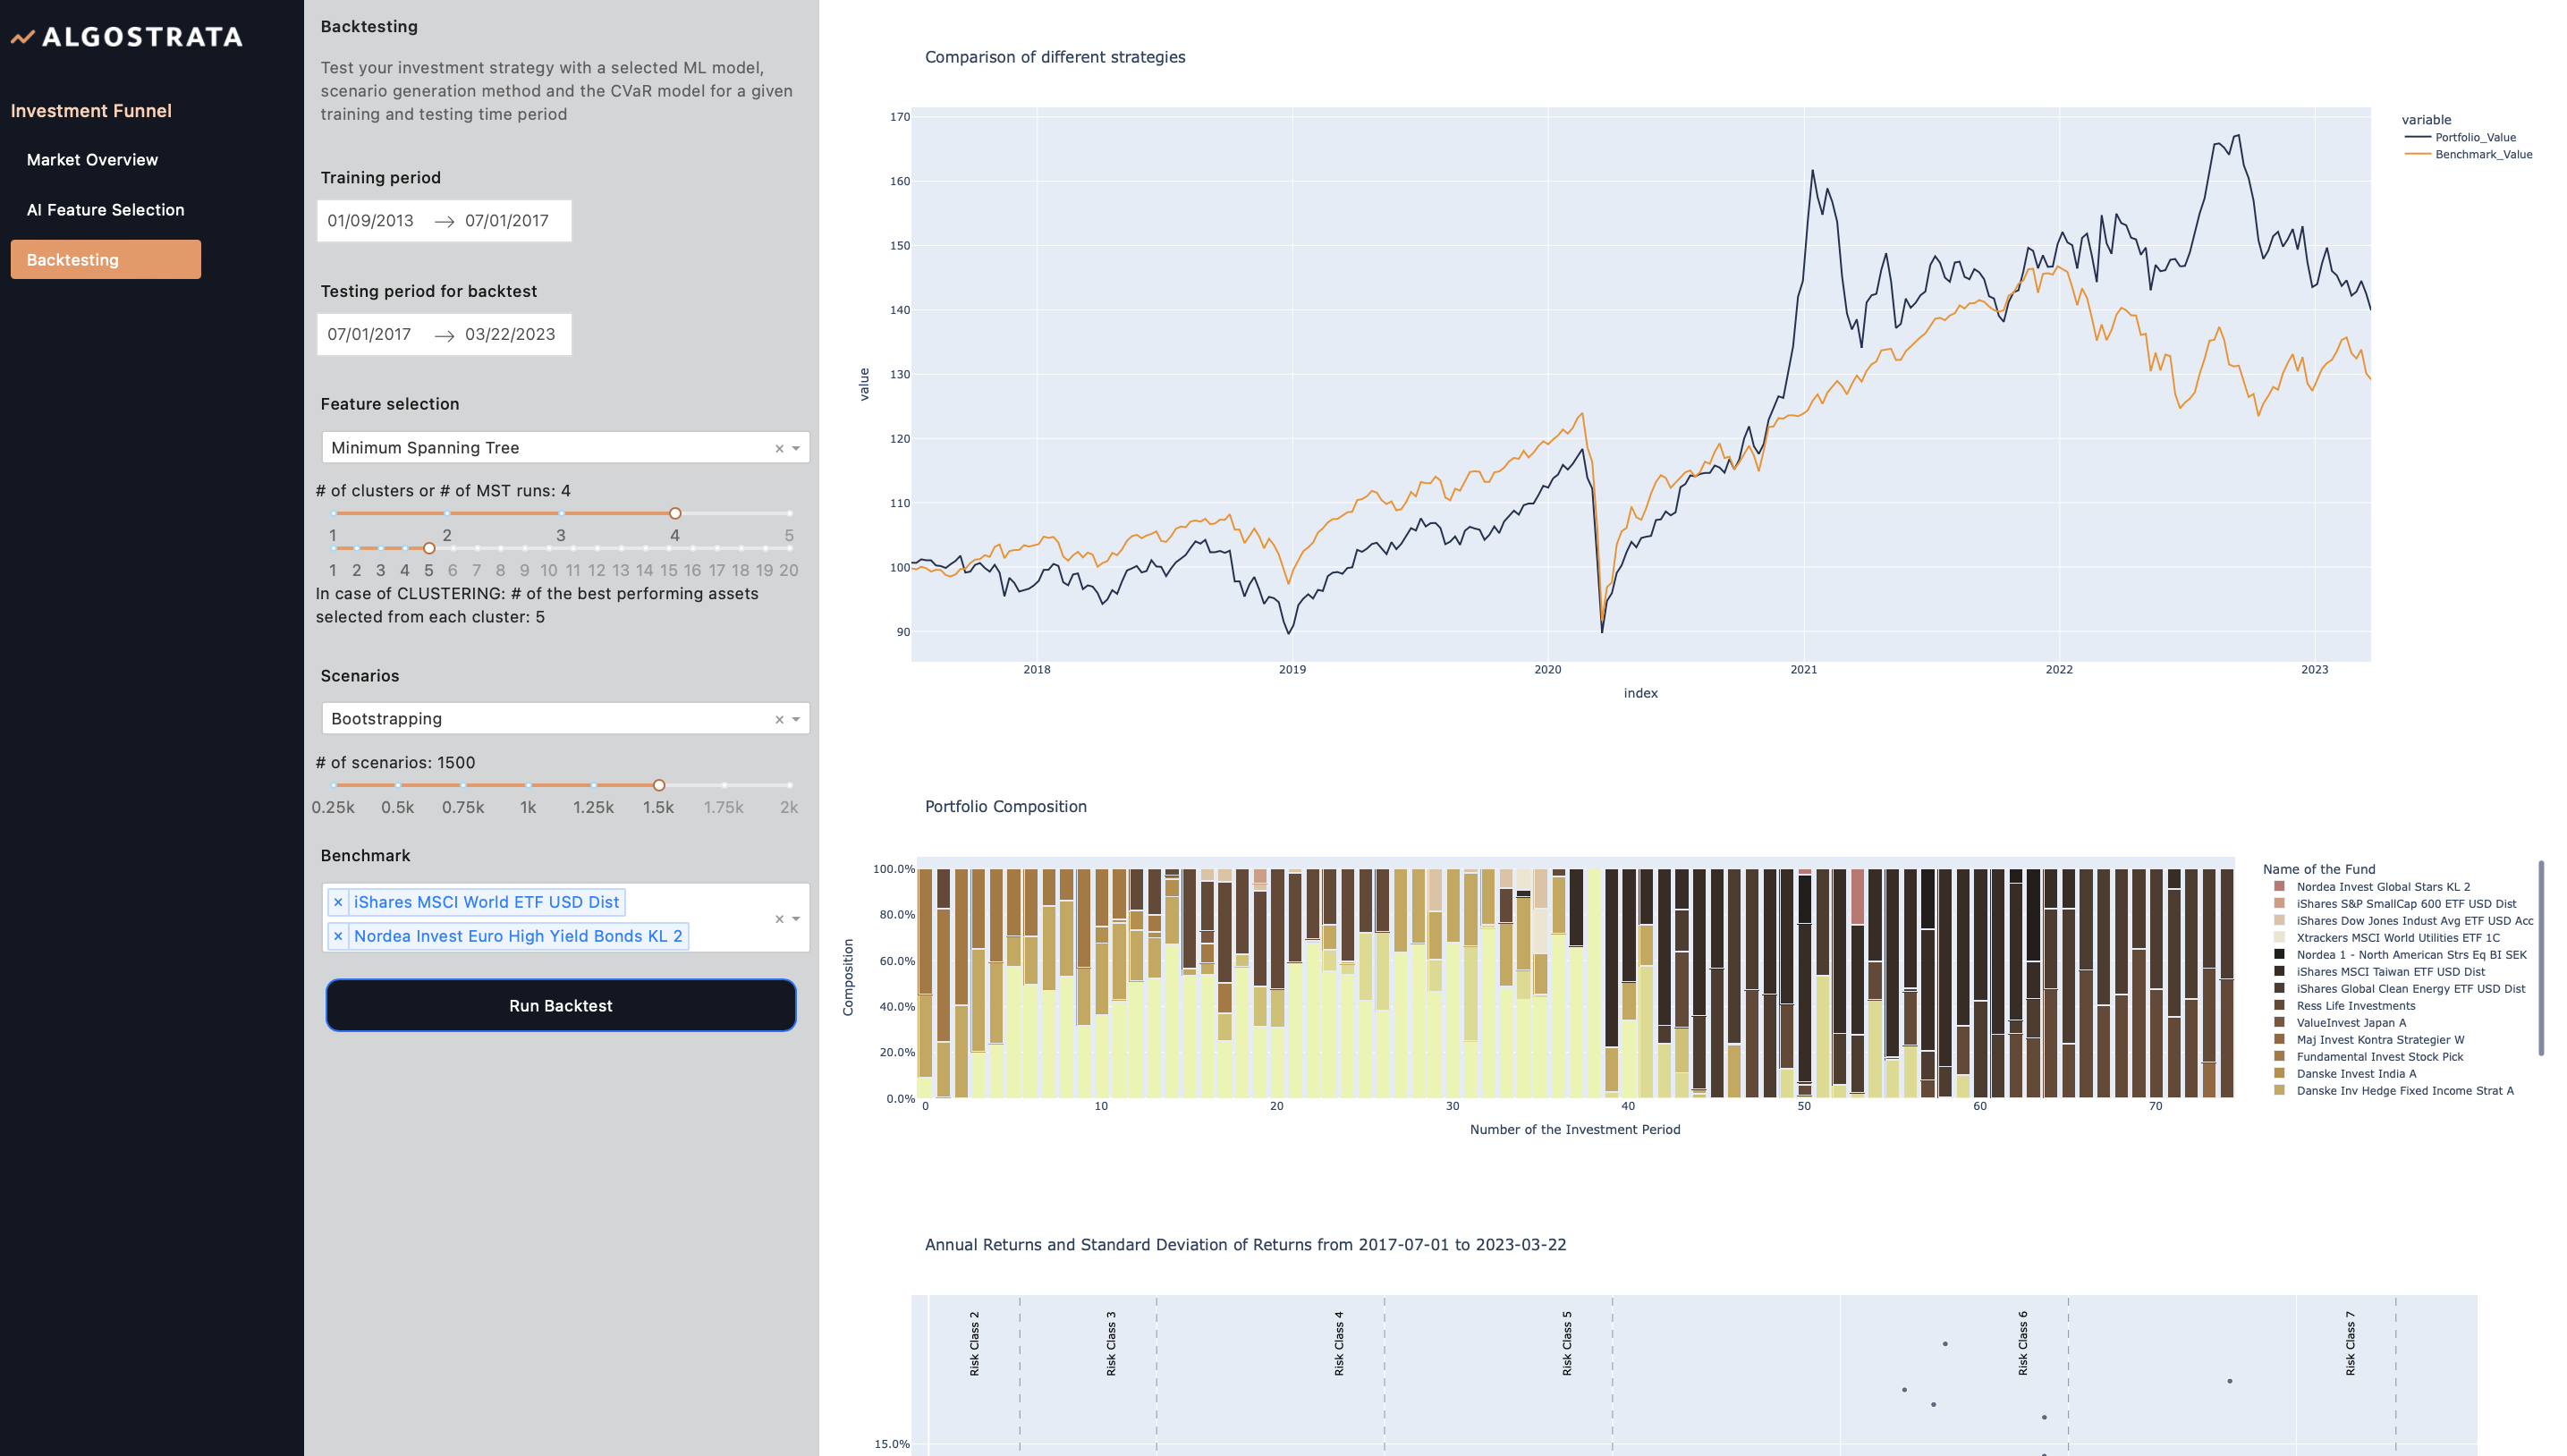 ALGOSTRATA
Investment Funnel
Market Overview
AI Feature Selection
Backtesting
Backtesting
Test your investment strategy with a selected ML model,
scenario generation method and the CVaR model for a given
training and testing time period
Training period
01/09/2013 → 07/01/2017
Testing period for backtest
07/01/2017 → 03/22/2023
Feature selection
Minimum Spanning Tree × 
# of clusters or # of MST runs: 4
1 2 3 4 5
1 2 3 4 5 6 7 8 9 10 11 12 13 14 15 16 17 18 19 20
In case of CLUSTERING: # of the best performing assets
selected from each cluster: 5
Scenarios
Bootstrapping ×
# of scenarios: 1500
0.25k 0.5k 0.75k 1k 1.25k 1.5k 1.75k 2k
Benchmark
× iShares MSCI World ETF USD Dist
× Nordea Invest Euro High Yield Bonds KL 2 ×
Run Backtest
Comparison of different strategies
170
160
150
140
130
120
110
100
90
value
2018 2019 2020 2021 2022 2023
index
variable
Portfolio_Value
Benchmark_Value
Portfolio Composition
100.0%
80.0%
60.0%
40.0%
20.0%
0.0%
Composition
0 10 20 30 40 50 60 70
Number of the Investment Period
Name of the Fund
Nordea Invest Global Stars KL 2
iShares S&P SmallCap 600 ETF USD Dist
iShares Dow Jones Indust Avg ETF USD Acc
Xtrackers MSCI World Utilities ETF 1C
Nordea 1 - North American Strs Eq BI SEK
iShares MSCI Taiwan ETF USD Dist
iShares Global Clean Energy ETF USD Dist
Ress Life Investments
ValueInvest Japan A
Maj Invest Kontra Strategier W
Fundamental Invest Stock Pick
Danske Invest India A
Danske Inv Hedge Fixed Income Strat A
Annual Returns and Standard Deviation of Returns from 2017-07-01 to 2023-03-22
Risk Class 2
Risk Class 3
Risk Class 4
Risk Class 5
Risk Class 6
Risk Class 7
15.0%